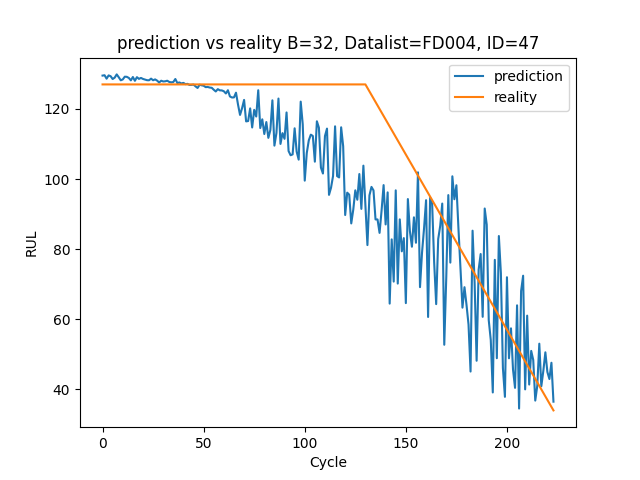 prediction vs reality B=32, Datalist=FD004, ID=47
prediction
reality
RUL
120
100
80
60
40
0
50
100
150
200
Cycle